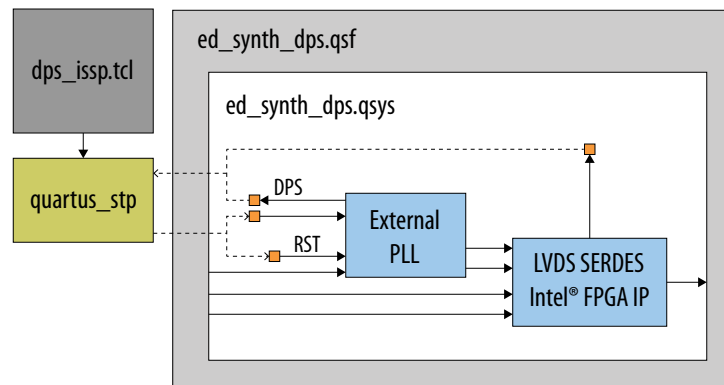 ed_synth_dps.qsf
dps_issp.tcl
ed_synth_dps.qsys
DPS
quartus_stp
External
PLL
RST
LVDS SERDES
Intel® FPGA IP